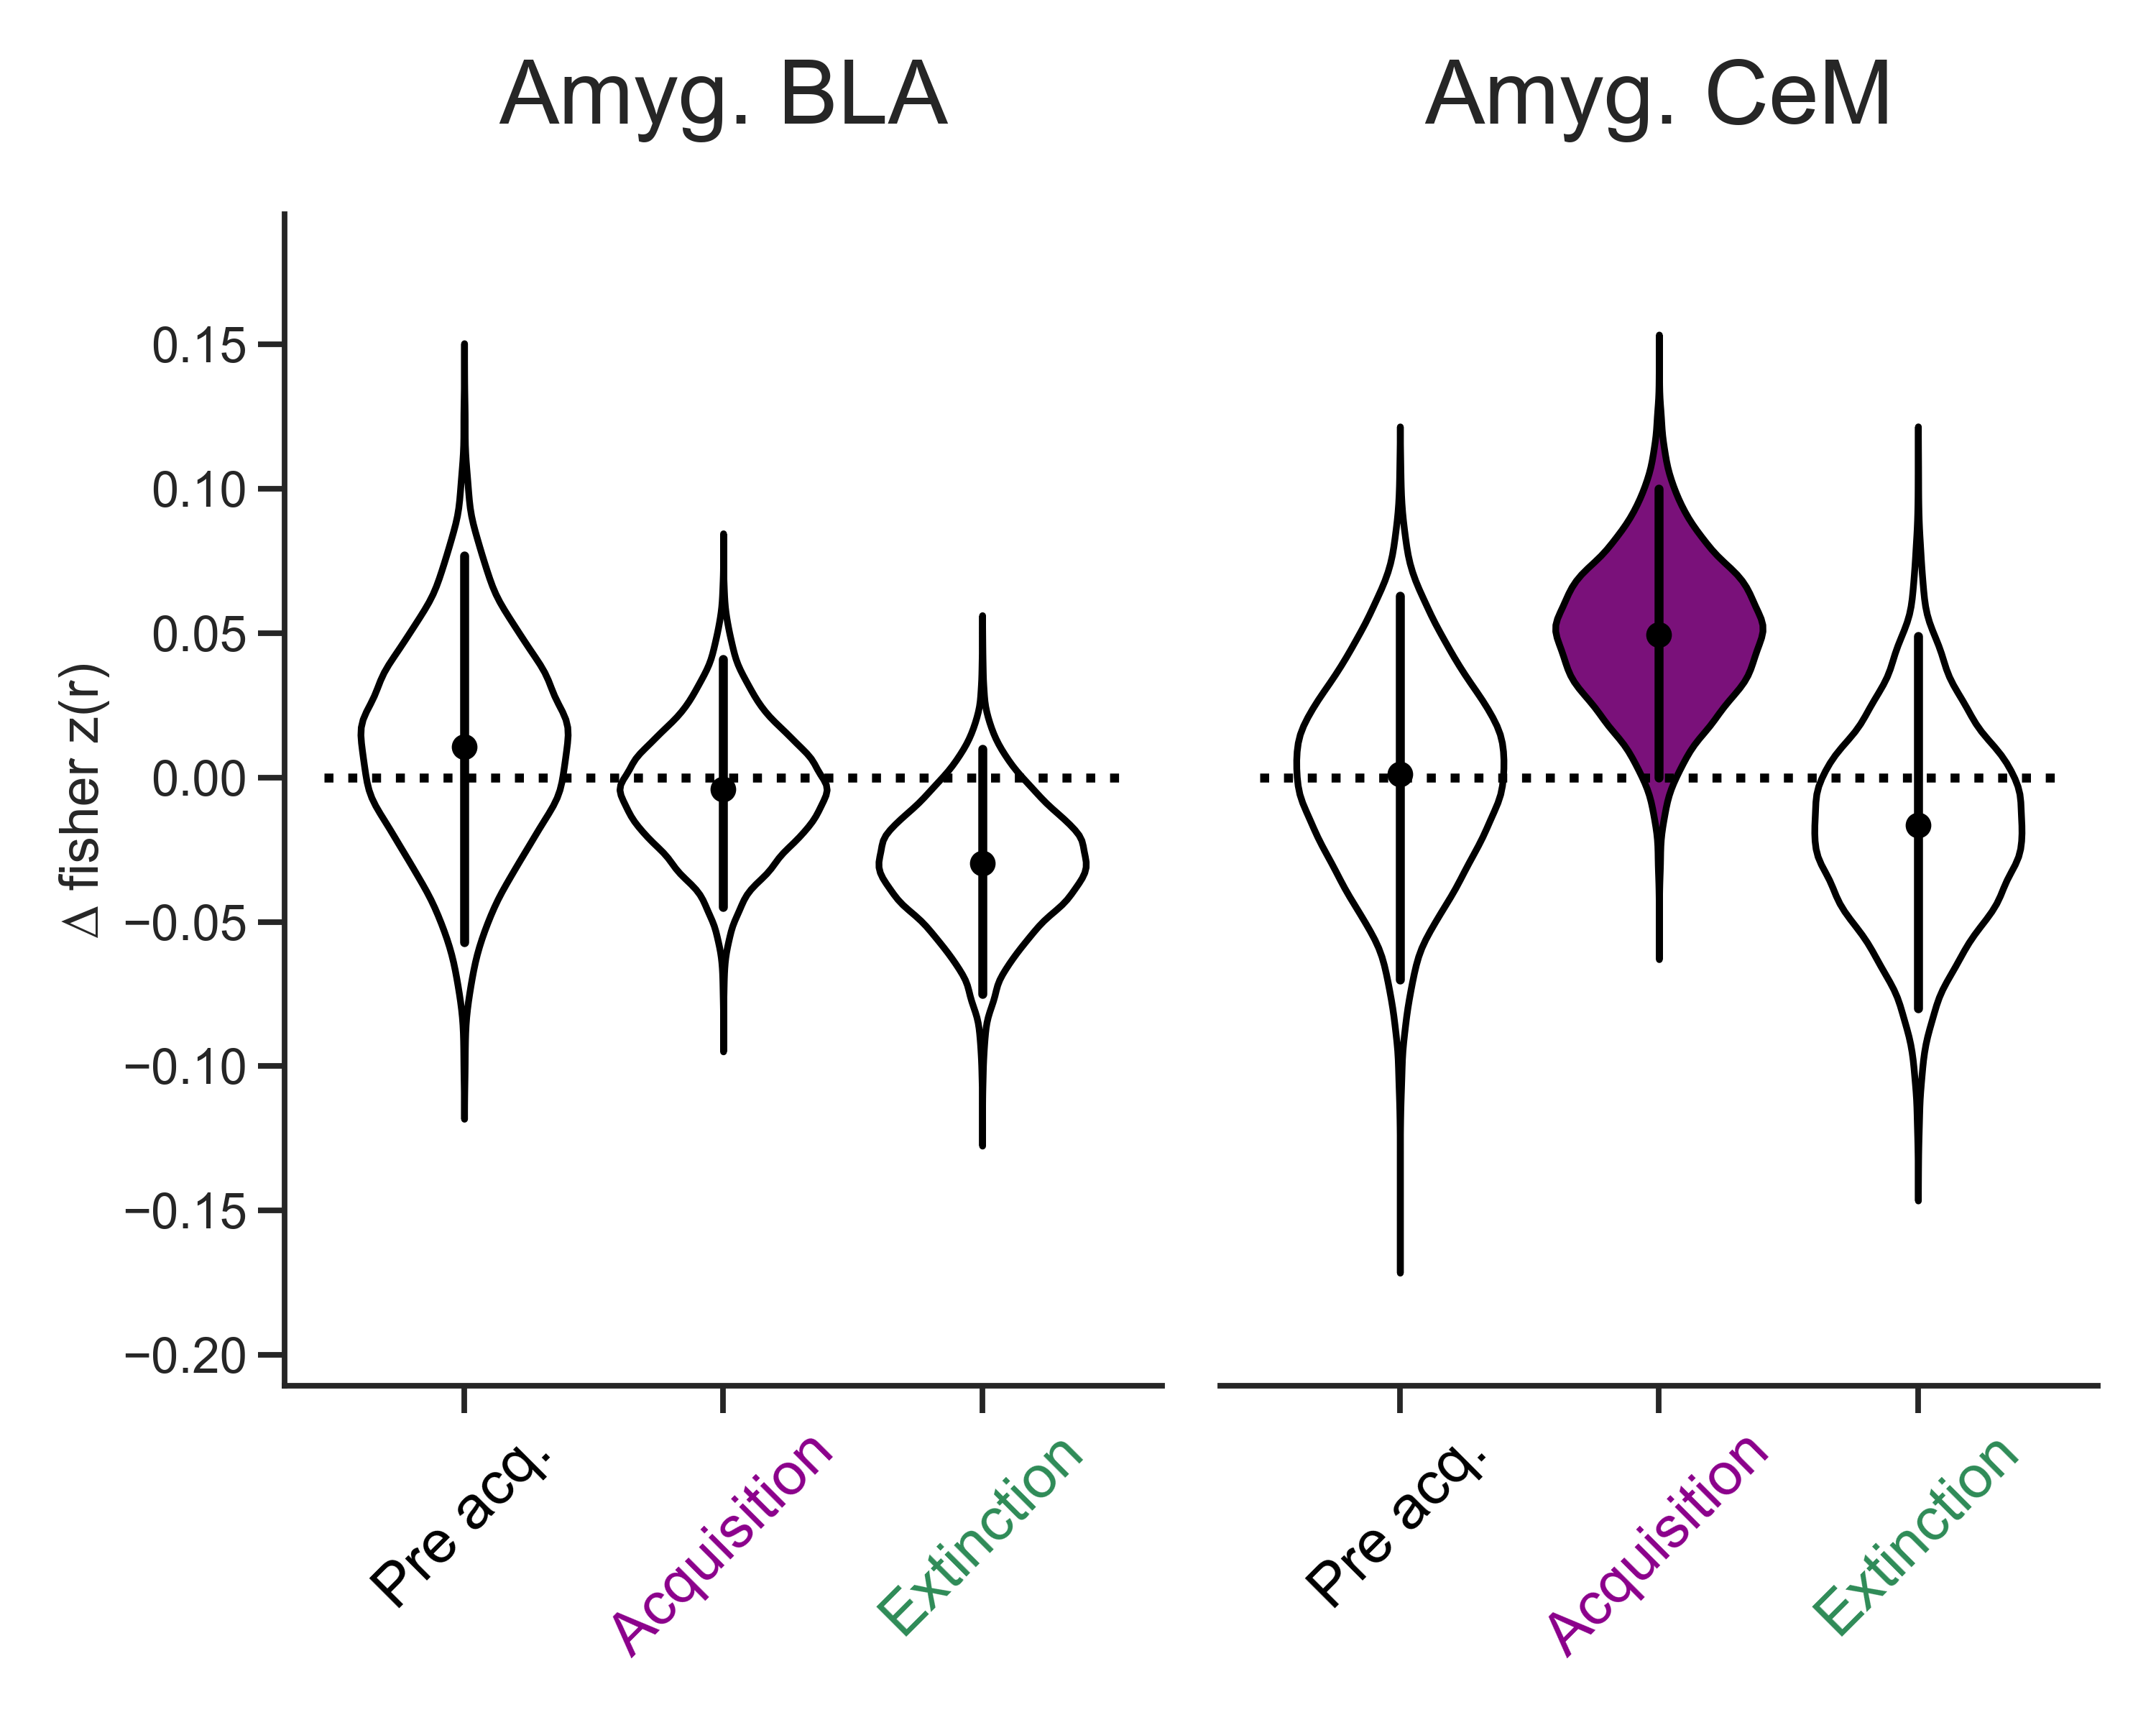 Amyg. BLA
Amyg. CeM
Δ fisher z(r)
0.15
0.10
0.05
0.00
−0.05
−0.10
−0.15
−0.20
Pre acq.
Acquisition
Extinction
Pre acq.
Acquisition
Extinction